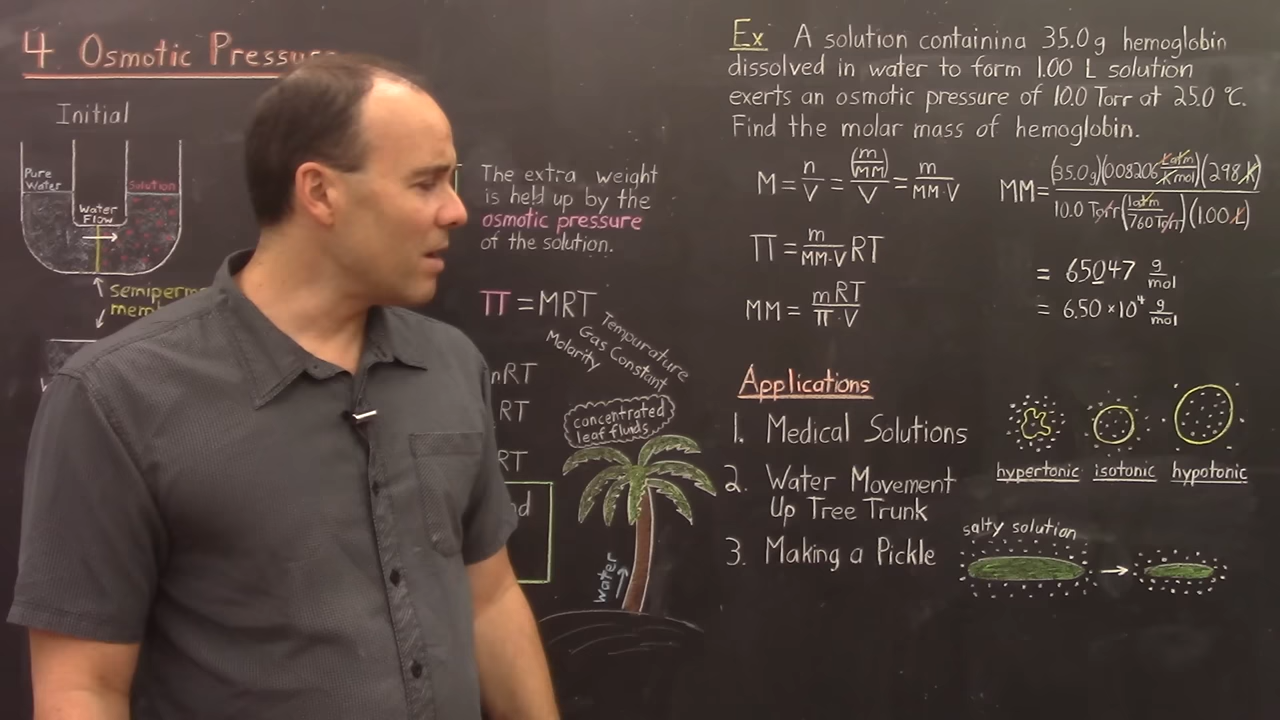 4. Osmotic Pressure
Initial
Pure
Water
Solution
Water
Flow
The extra weight
is held up by the
osmotic pressure
of the solution.
π = MRT
Tempurature
Gas Constant
Molarity
nRT
RT
RT
concentrated
leaf fluids
water
Ex A solution containina 35.0 g hemoglobin
dissolved in water to form 1.00 L solution
exerts an osmotic pressure of 10.0 Torr at 25.0 °C.
Find the molar mass of hemoglobin.
M = n/V = (m/MM)/V = m/MM·V
π = m/MM·V RT
MM = mRT/π·V
MM = (35.0 g)(0.08206 L atm/K mol)(298 K)/10.0 Torr(1 atm/760 Torr)(1.00 L)
= 65047 g/mol
= 6.50 × 10⁴ g/mol
Applications
1. Medical Solutions
2. Water Movement
Up Tree Trunk
3. Making a Pickle
hypertonic isotonic hypotonic
salty solution